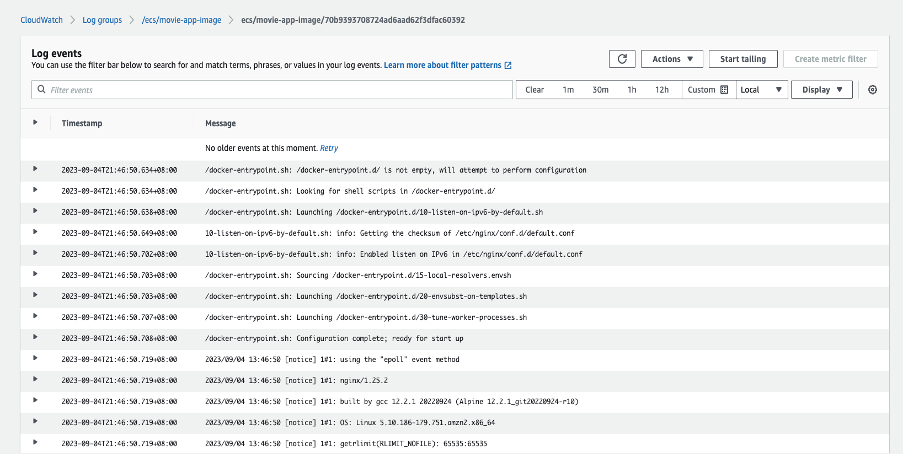 CloudWatch > Log groups > /ecs/movie-app-image > ecs/movie-app-image/70b9393708724ad6aad62f3dfac60392
Log events
You can use the filter bar below to search for and match terms, phrases, or values in your log events. Learn more about filter patterns
Actions ▼ Start tailing Create metric filter
Filter events Clear 1m 30m 1h 12h Custom Local ▼ Display ▼
Timestamp Message
No older events at this moment. Retry
2023-09-04T21:46:50.634+08:00 /docker-entrypoint.sh: /docker-entrypoint.d/ is not empty, will attempt to perform configuration
2023-09-04T21:46:50.634+08:00 /docker-entrypoint.sh: Looking for shell scripts in /docker-entrypoint.d/
2023-09-04T21:46:50.638+08:00 /docker-entrypoint.sh: Launching /docker-entrypoint.d/10-listen-on-ipv6-by-default.sh
2023-09-04T21:46:50.649+08:00 10-listen-on-ipv6-by-default.sh: info: Getting the checksum of /etc/nginx/conf.d/default.conf
2023-09-04T21:46:50.702+08:00 10-listen-on-ipv6-by-default.sh: info: Enabled listen on IPv6 in /etc/nginx/conf.d/default.conf
2023-09-04T21:46:50.703+08:00 /docker-entrypoint.sh: Sourcing /docker-entrypoint.d/15-local-resolvers.envsh
2023-09-04T21:46:50.703+08:00 /docker-entrypoint.sh: Launching /docker-entrypoint.d/20-envsubst-on-templates.sh
2023-09-04T21:46:50.707+08:00 /docker-entrypoint.sh: Launching /docker-entrypoint.d/30-tune-worker-processes.sh
2023-09-04T21:46:50.708+08:00 /docker-entrypoint.sh: Configuration complete; ready for start up
2023-09-04T21:46:50.719+08:00 2023/09/04 13:46:50 [notice] 1#1: using the "epoll" event method
2023-09-04T21:46:50.719+08:00 2023/09/04 13:46:50 [notice] 1#1: nginx/1.25.2
2023-09-04T21:46:50.719+08:00 2023/09/04 13:46:50 [notice] 1#1: built by gcc 12.2.1 20220924 (Alpine 12.2.1_git20220924-r10)
2023-09-04T21:46:50.719+08:00 2023/09/04 13:46:50 [notice] 1#1: OS: Linux 5.10.186-179.751.amzn2.x86_64
2023-09-04T21:46:50.719+08:00 2023/09/04 13:46:50 [notice] 1#1: getrlimit(RLIMIT_NOFILE): 65535:65535